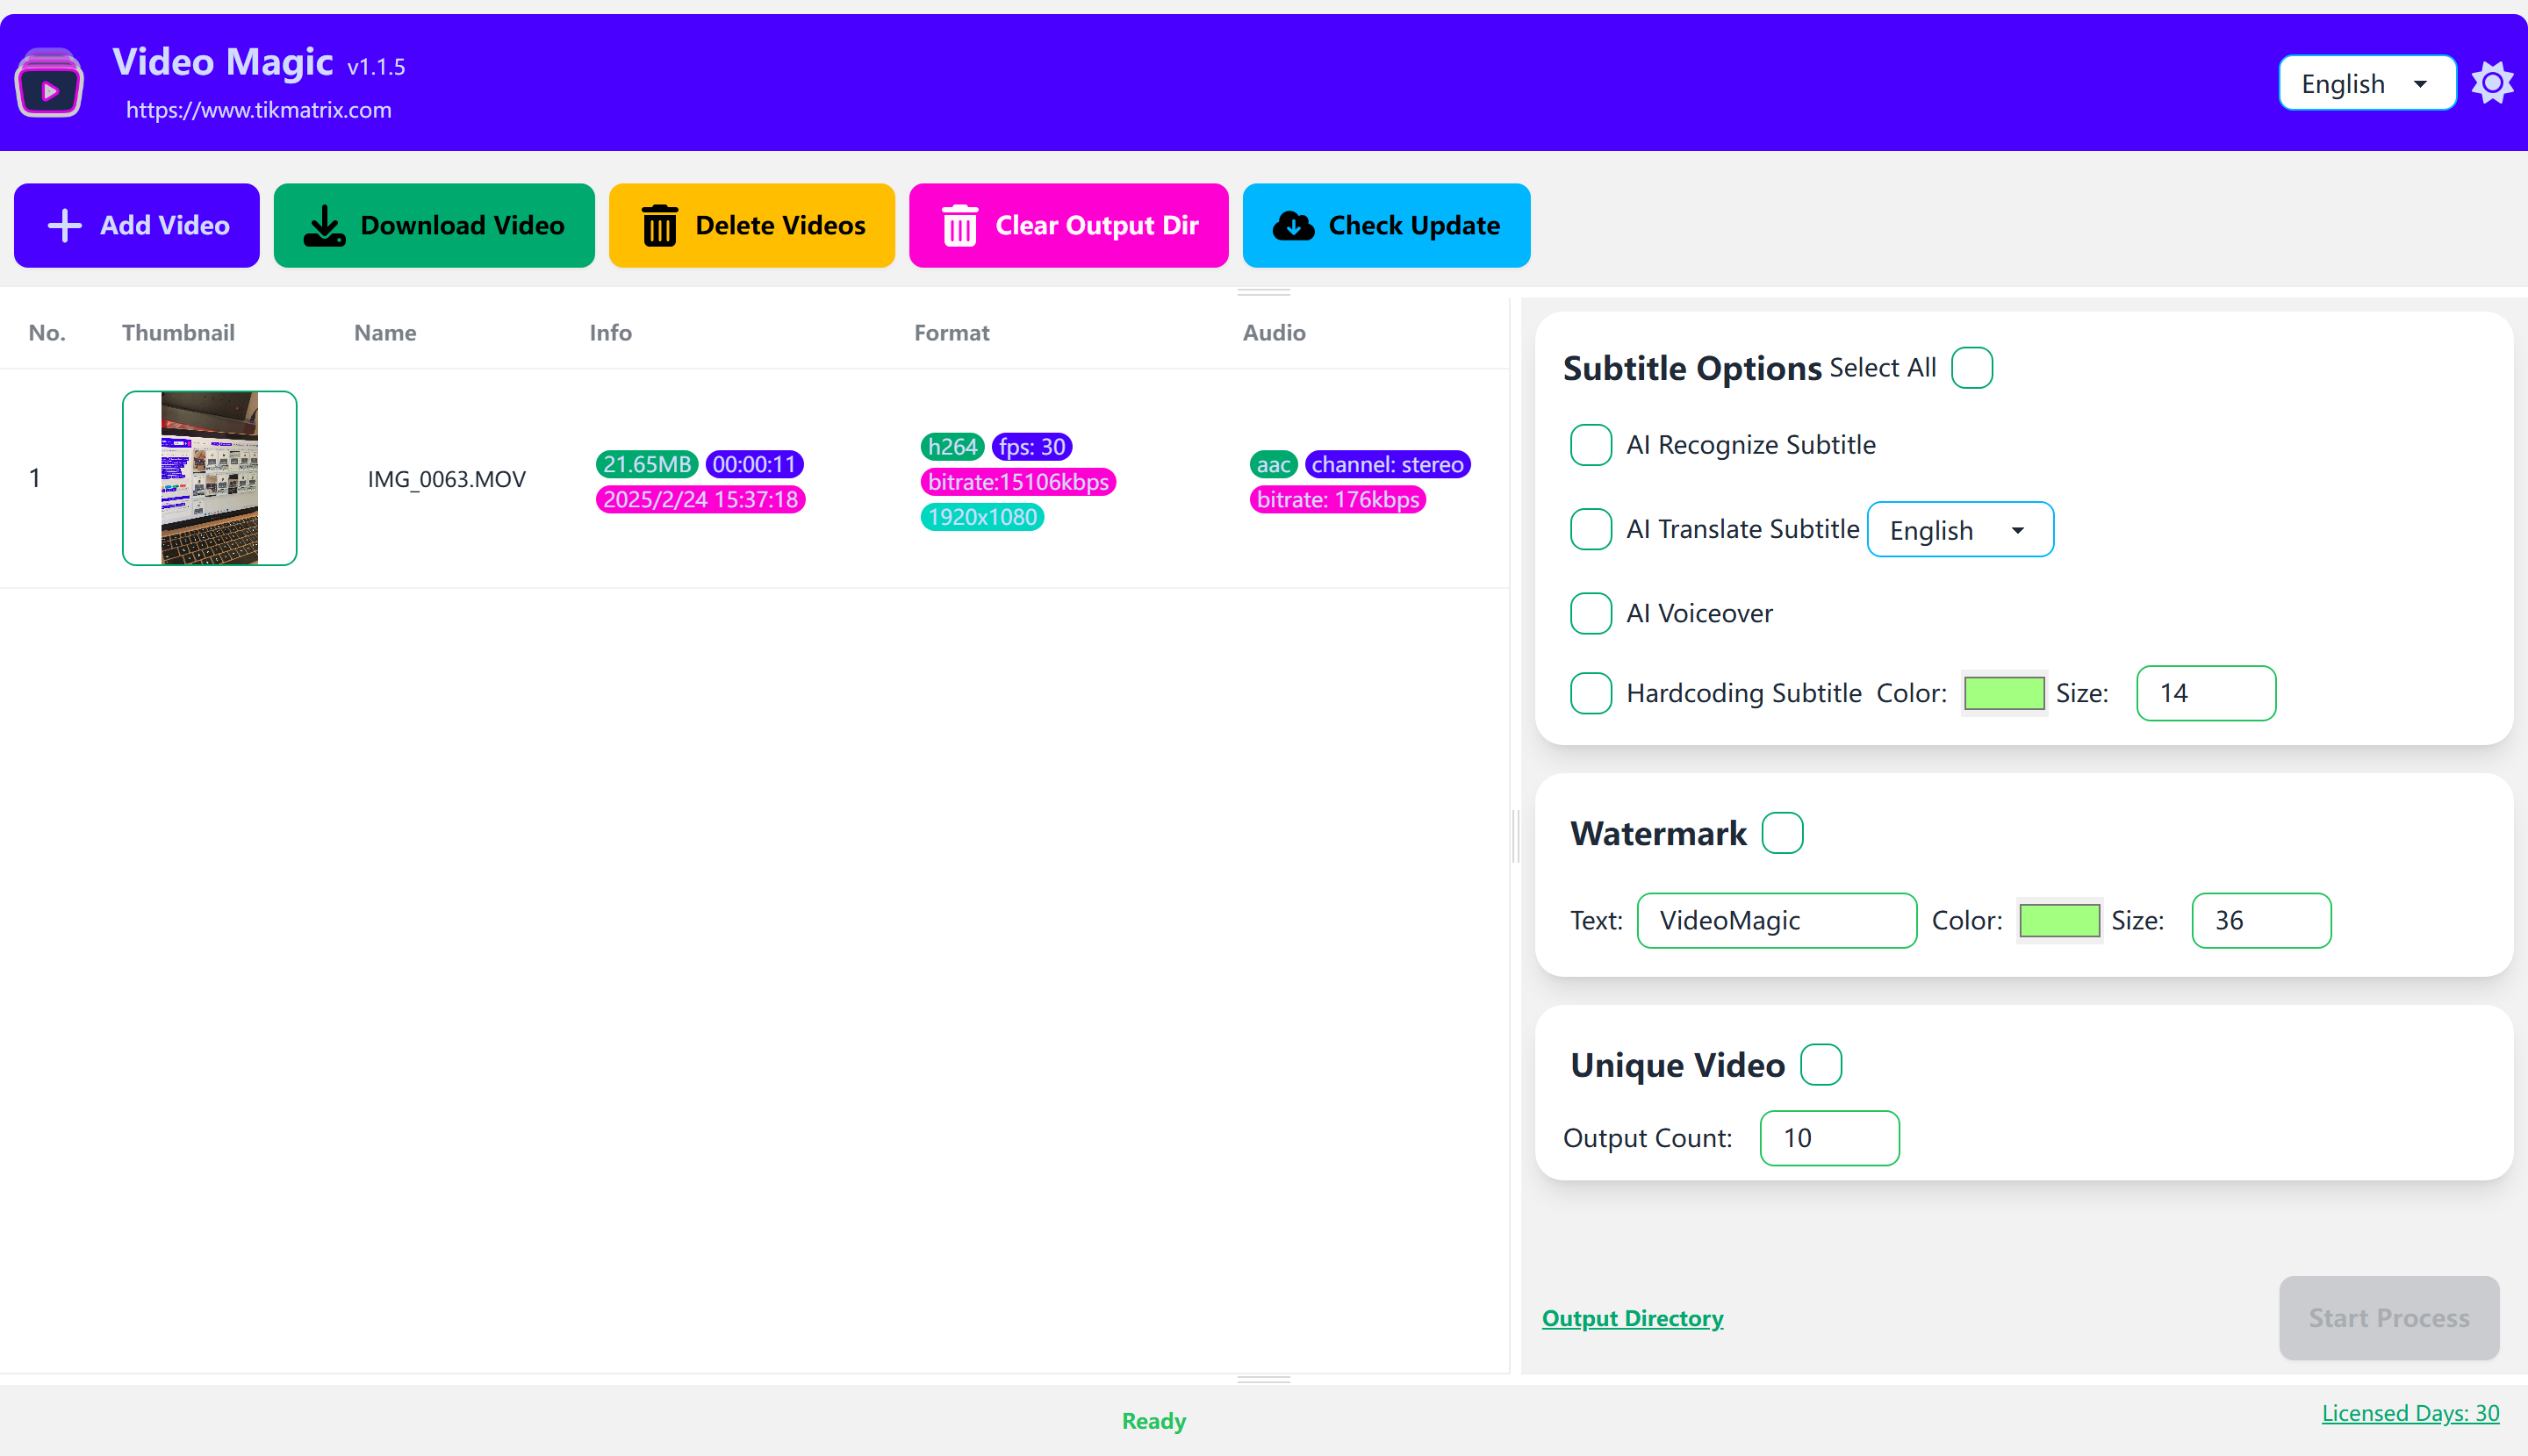 Video Magic v1.1.5
https://www.tikmatrix.com
English
Add Video
Download Video
Delete Videos
Clear Output Dir
Check Update
No. Thumbnail Name Info Format Audio
1
IMG_0063.MOV
21.65MB 00:00:11
2025/2/24 15:37:18
h264 fps: 30
bitrate:15106kbps
1920x1080
aac channel: stereo
bitrate: 176kbps
Subtitle Options Select All
AI Recognize Subtitle
AI Translate Subtitle English
AI Voiceover
Hardcoding Subtitle Color: Size: 14
Watermark
Text: VideoMagic Color: Size: 36
Unique Video
Output Count: 10
Output Directory
Start Process
Ready
Licensed Days: 30